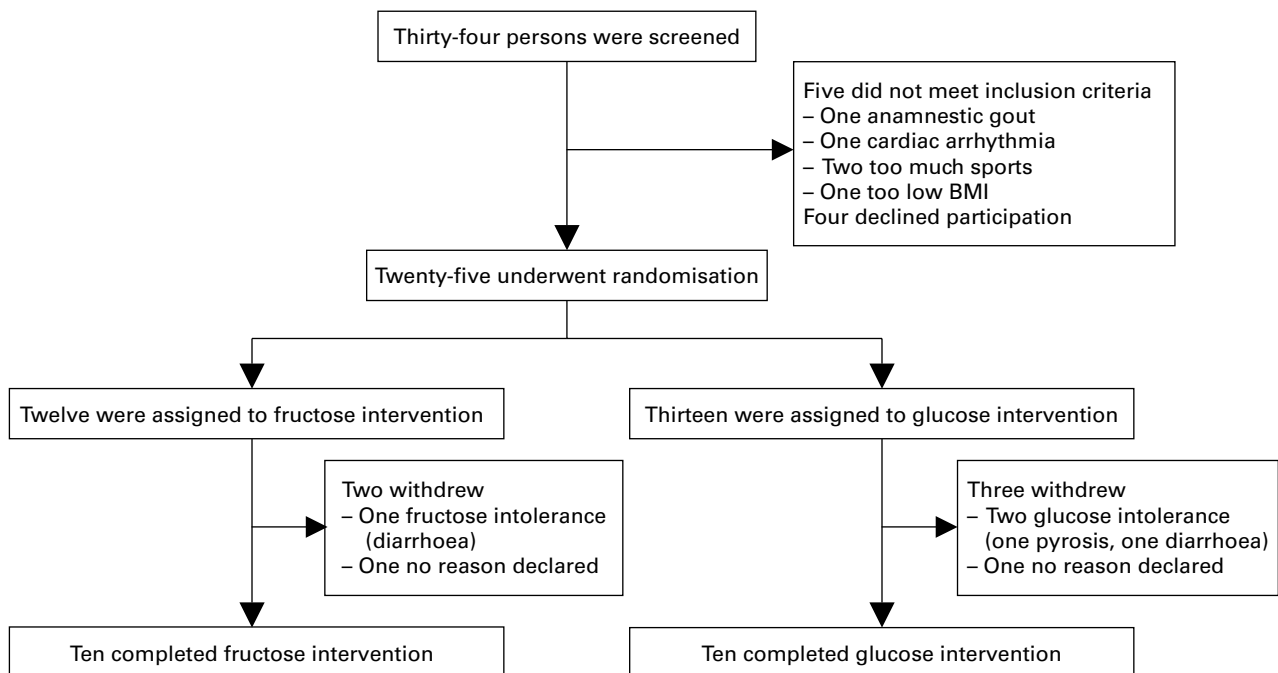 Thirty-four persons were screened
Five did not meet inclusion criteria
– One anamnestic gout
– One cardiac arrhythmia
– Two too much sports
– One too low BMI
Four declined participation
Twenty-five underwent randomisation
Twelve were assigned to fructose intervention
Thirteen were assigned to glucose intervention
Two withdrew
– One fructose intolerance
(diarrhoea)
– One no reason declared
Three withdrew
– Two glucose intolerance
(one pyrosis, one diarrhoea)
– One no reason declared
Ten completed fructose intervention
Ten completed glucose intervention